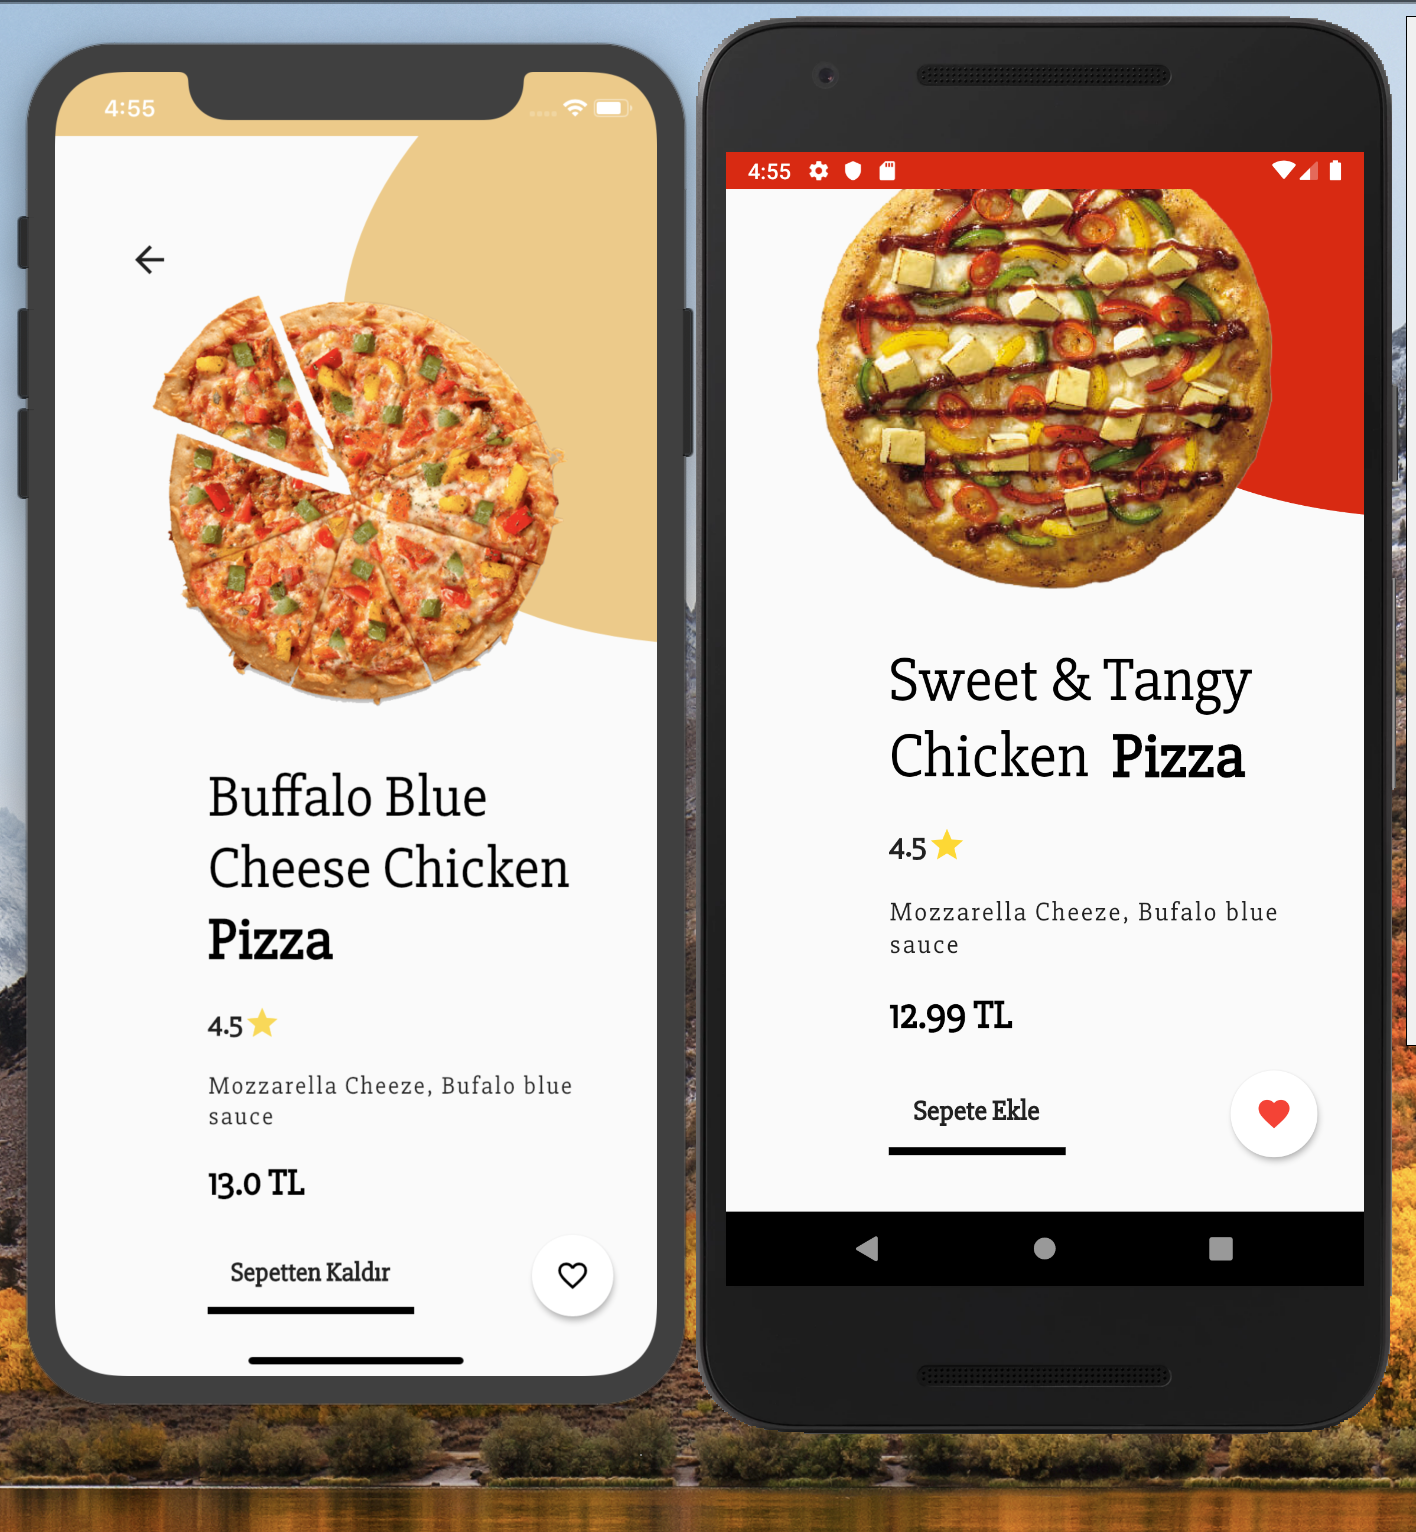 4:55
Buffalo Blue
Cheese Chicken
Pizza
4.5
Mozzarella Cheeze, Bufalo blue
sauce
13.0 TL
Sepetten Kaldır
4:55
Sweet & Tangy
Chicken Pizza
4.5
Mozzarella Cheeze, Bufalo blue
sauce
12.99 TL
Sepete Ekle